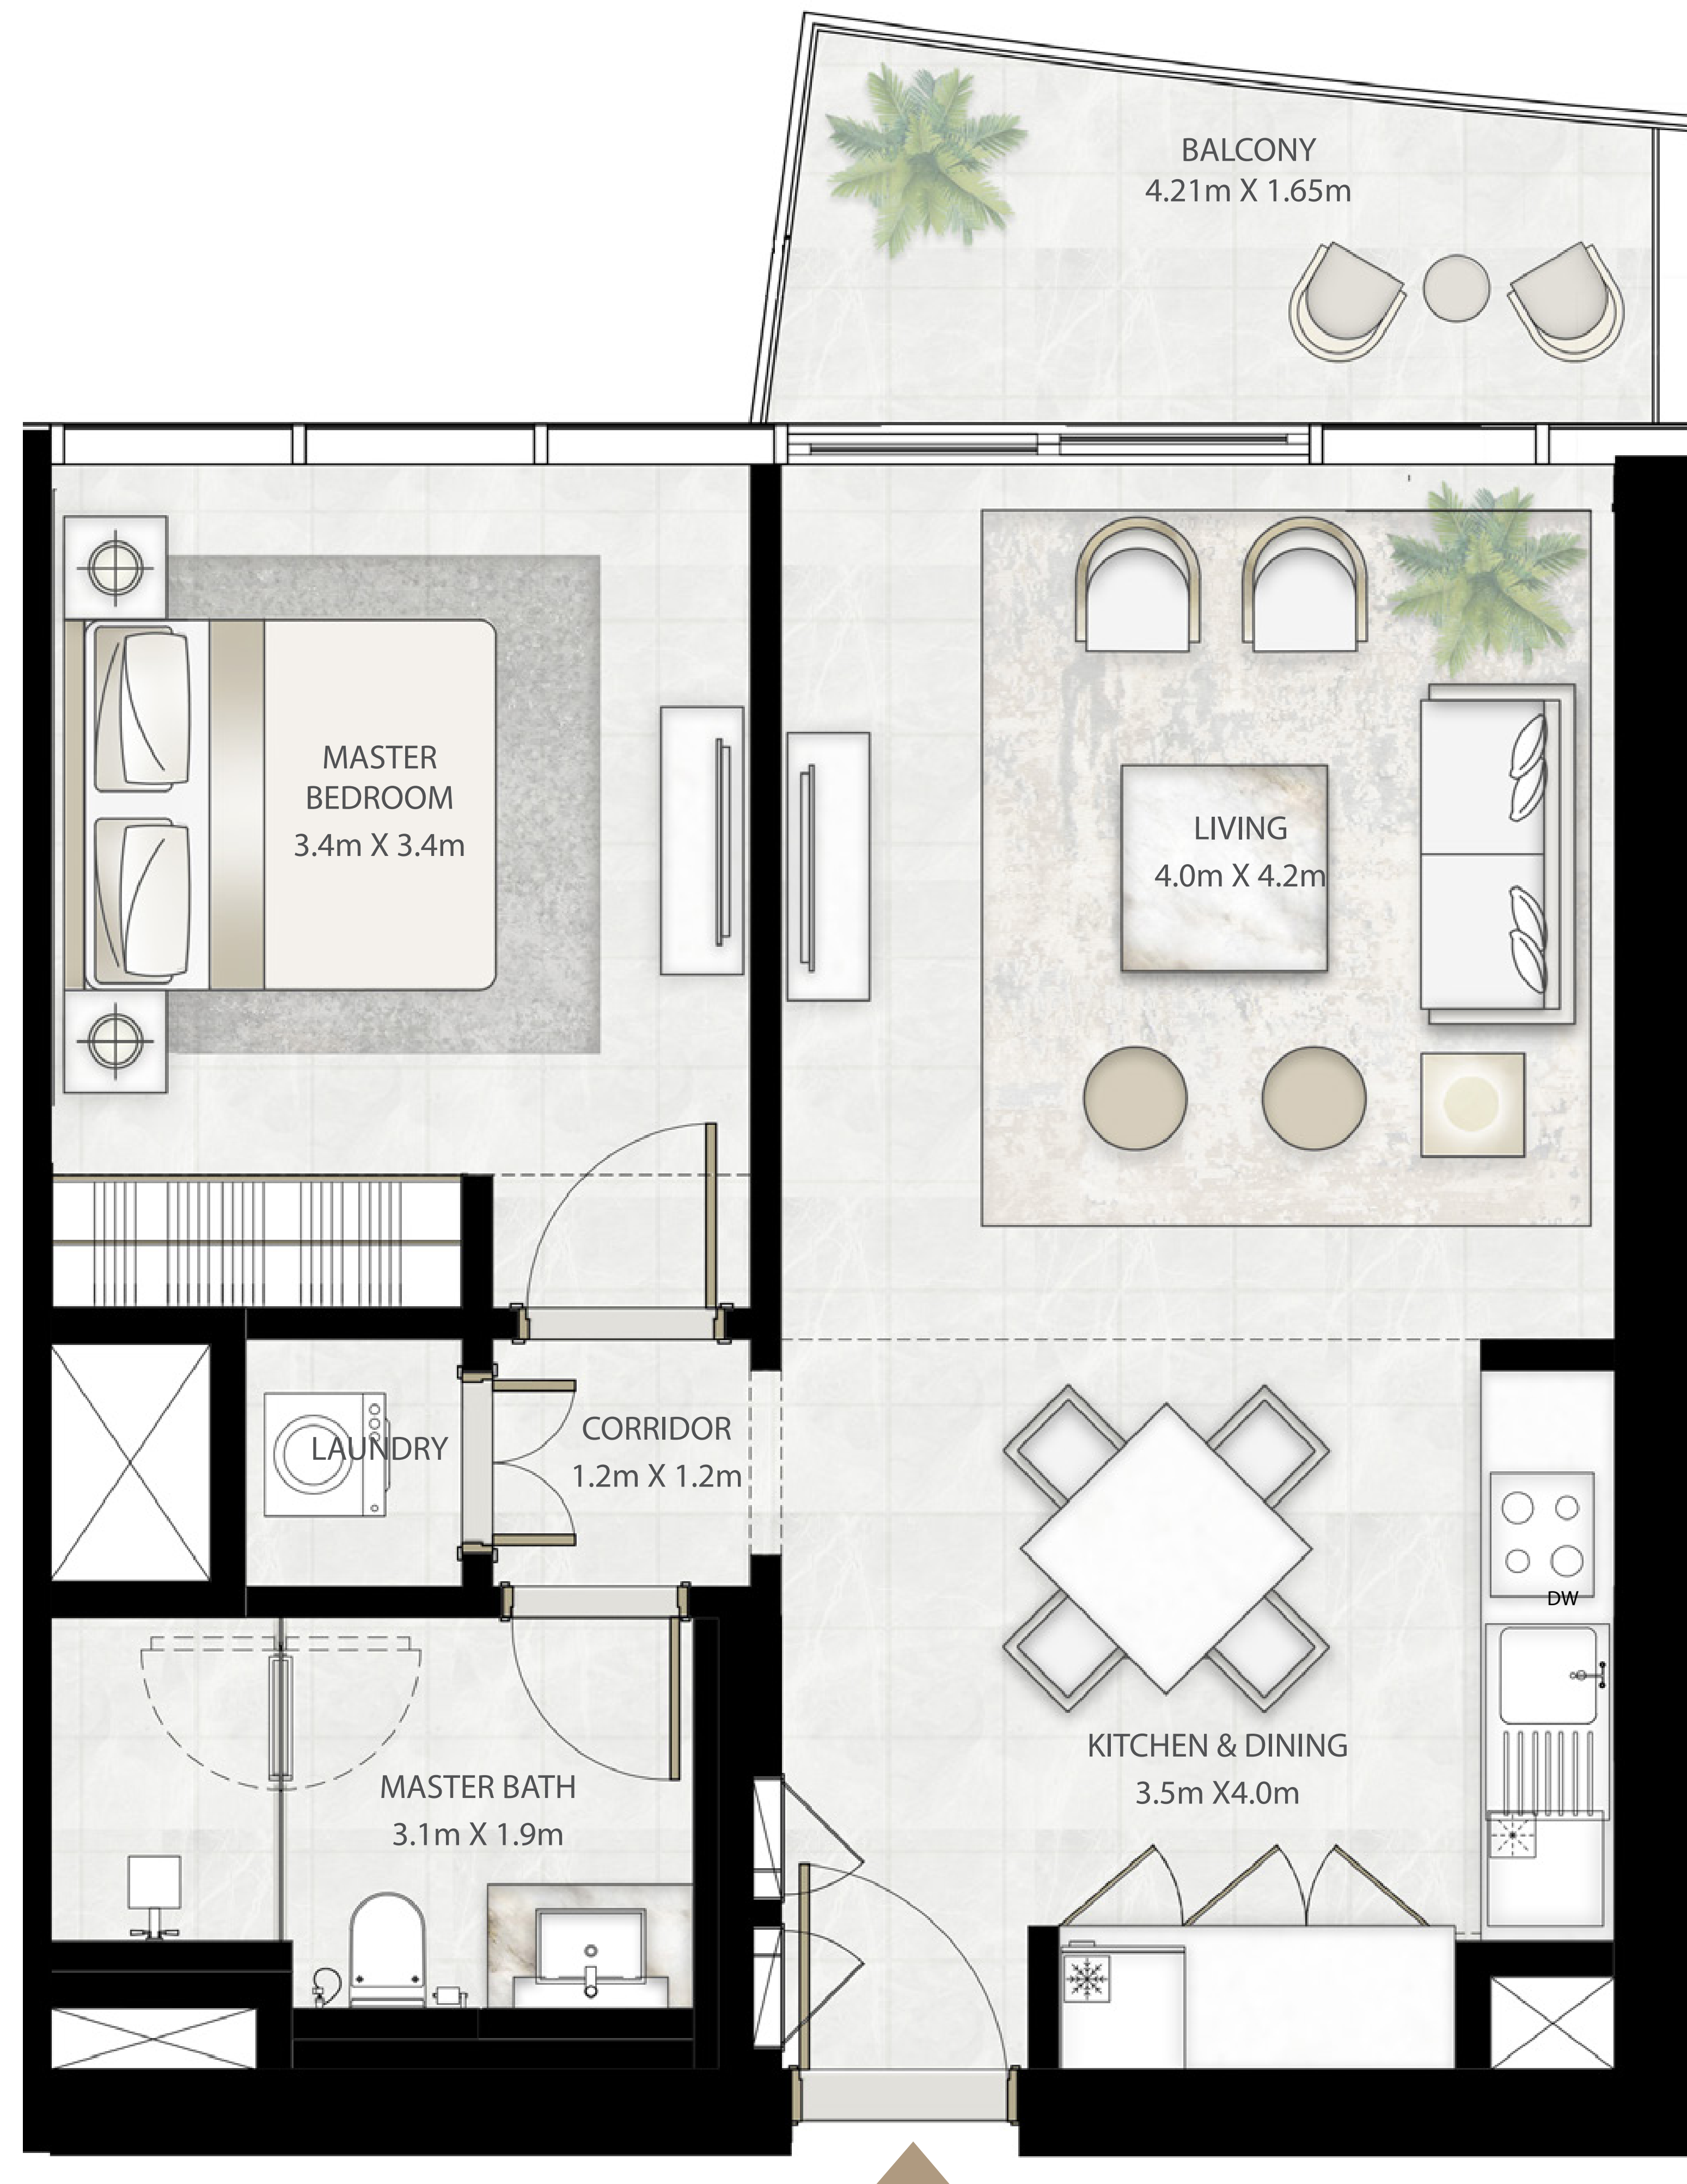 BALCONY
4.21m X 1.65m
MASTER
BEDROOM
3.4m X 3.4m
LIVING
4.0m X 4.2m
LAUNDRY
CORRIDOR
1.2m X 1.2m
DW
KITCHEN & DINING
3.5m X4.0m
MASTER BATH
3.1m X 1.9m